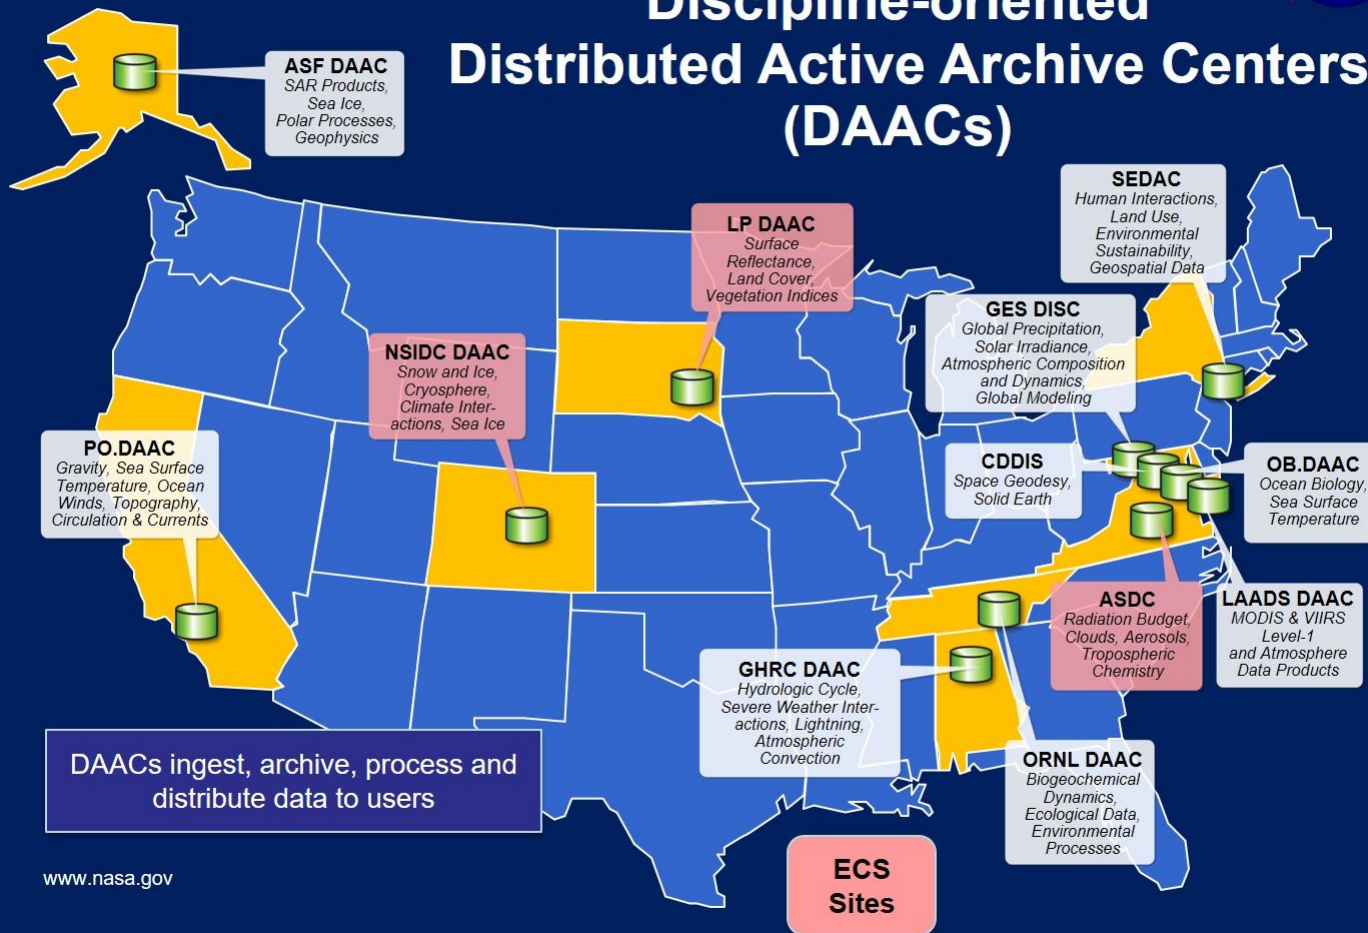 Discipline-oriented
Distributed Active Archive Centers
(DAACs)
ASF DAAC
SAR Products,
Sea Ice,
Polar Processes,
Geophysics
SEDAC
Human Interactions,
Land Use,
Environmental
Sustainability,
Geospatial Data
LP DAAC
Surface
Reflectance,
Land Cover,
Vegetation Indices
GES DISC
Global Precipitation,
Solar Irradiance,
Atmospheric Composition
and Dynamics,
Global Modeling
NSIDC DAAC
Snow and Ice,
Cryosphere,
Climate Inter-
actions, Sea Ice
PO.DAAC
Gravity, Sea Surface
Temperature, Ocean
Winds, Topography,
Circulation & Currents
CDDIS
Space Geodesy,
Solid Earth
OB.DAAC
Ocean Biology,
Sea Surface
Temperature
ASDC
Radiation Budget,
Clouds, Aerosols,
Tropospheric
Chemistry
LAADS DAAC
MODIS & VIIRS
Level-1
and Atmosphere
Data Products
GHRC DAAC
Hydrologic Cycle,
Severe Weather Inter-
actions, Lightning,
Atmospheric
Convection
ORNL DAAC
Biogeochemical
Dynamics,
Ecological Data,
Environmental
Processes
DAACs ingest, archive, process and
distribute data to users
ECS
Sites
www.nasa.gov